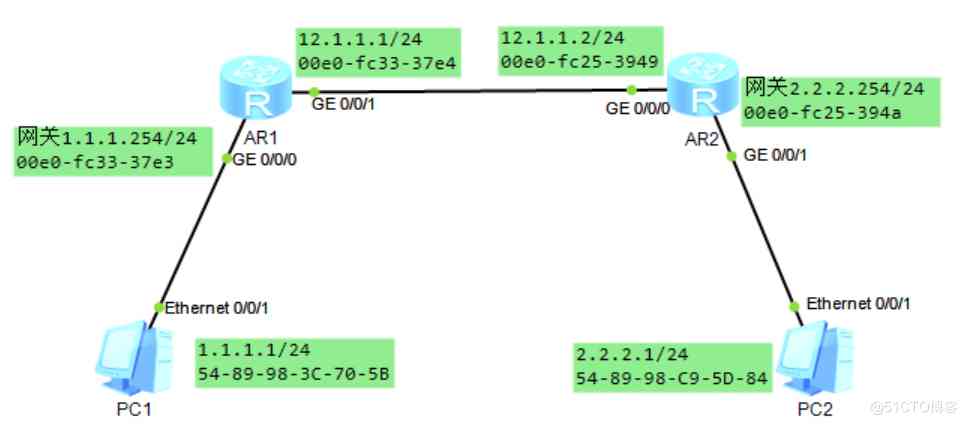 12.1.1.1/24
00e0-fc33-37e4
12.1.1.2/24
00e0-fc25-3949
网关2.2.2.254/24
00e0-fc25-394a
R
R
GE 0/0/1
GE 0/0/0
AR1
AR2
网关1.1.1.254/24
00e0-fc33-37e3
GE 0/0/0
GE 0/0/1
Ethernet 0/0/1
Ethernet 0/0/1
1.1.1.1/24
54-89-98-3C-70-5B
2.2.2.1/24
54-89-98-C9-5D-84
PC1
PC2
@51CTO博客